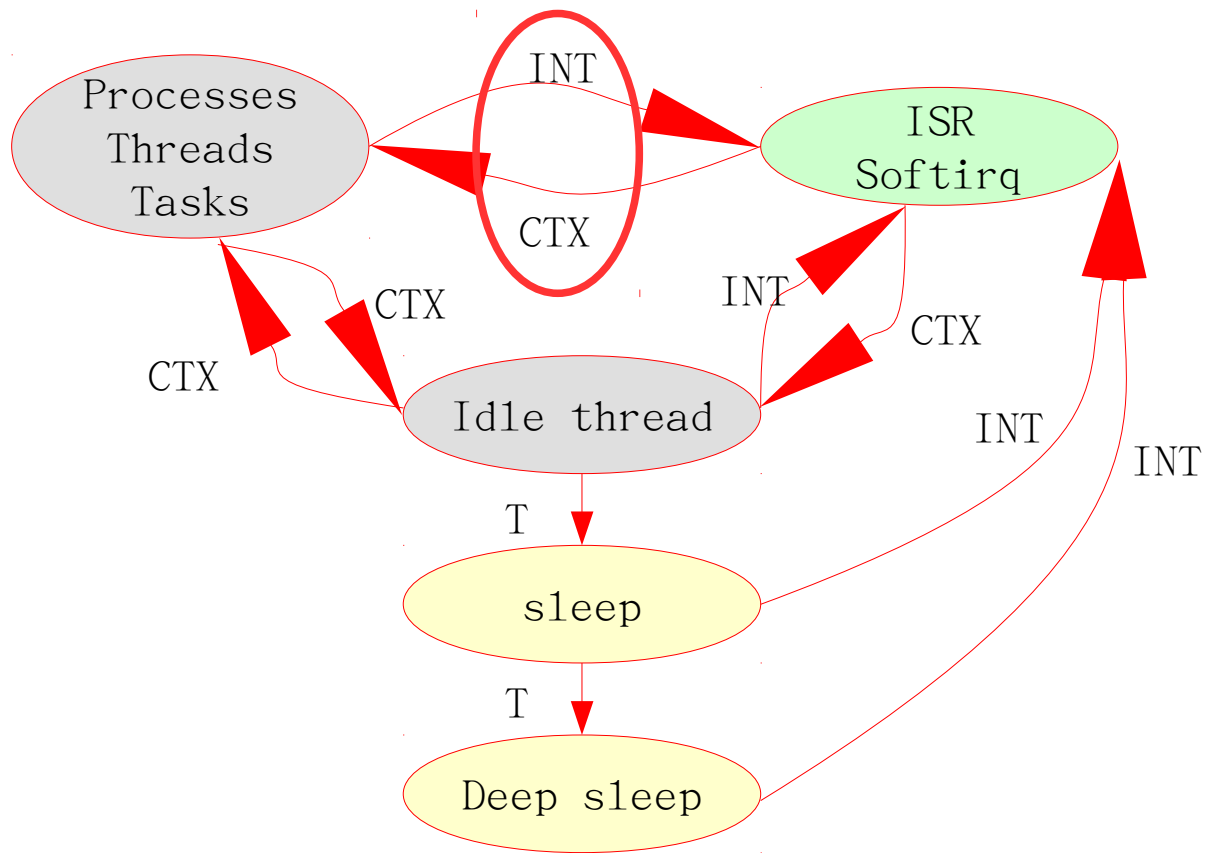 INT
Processes
Threads
Tasks
ISR
Softirq
CTX
INT
CTX
CTX
CTX
Idle thread
INT
INT
T
sleep
T
Deep sleep